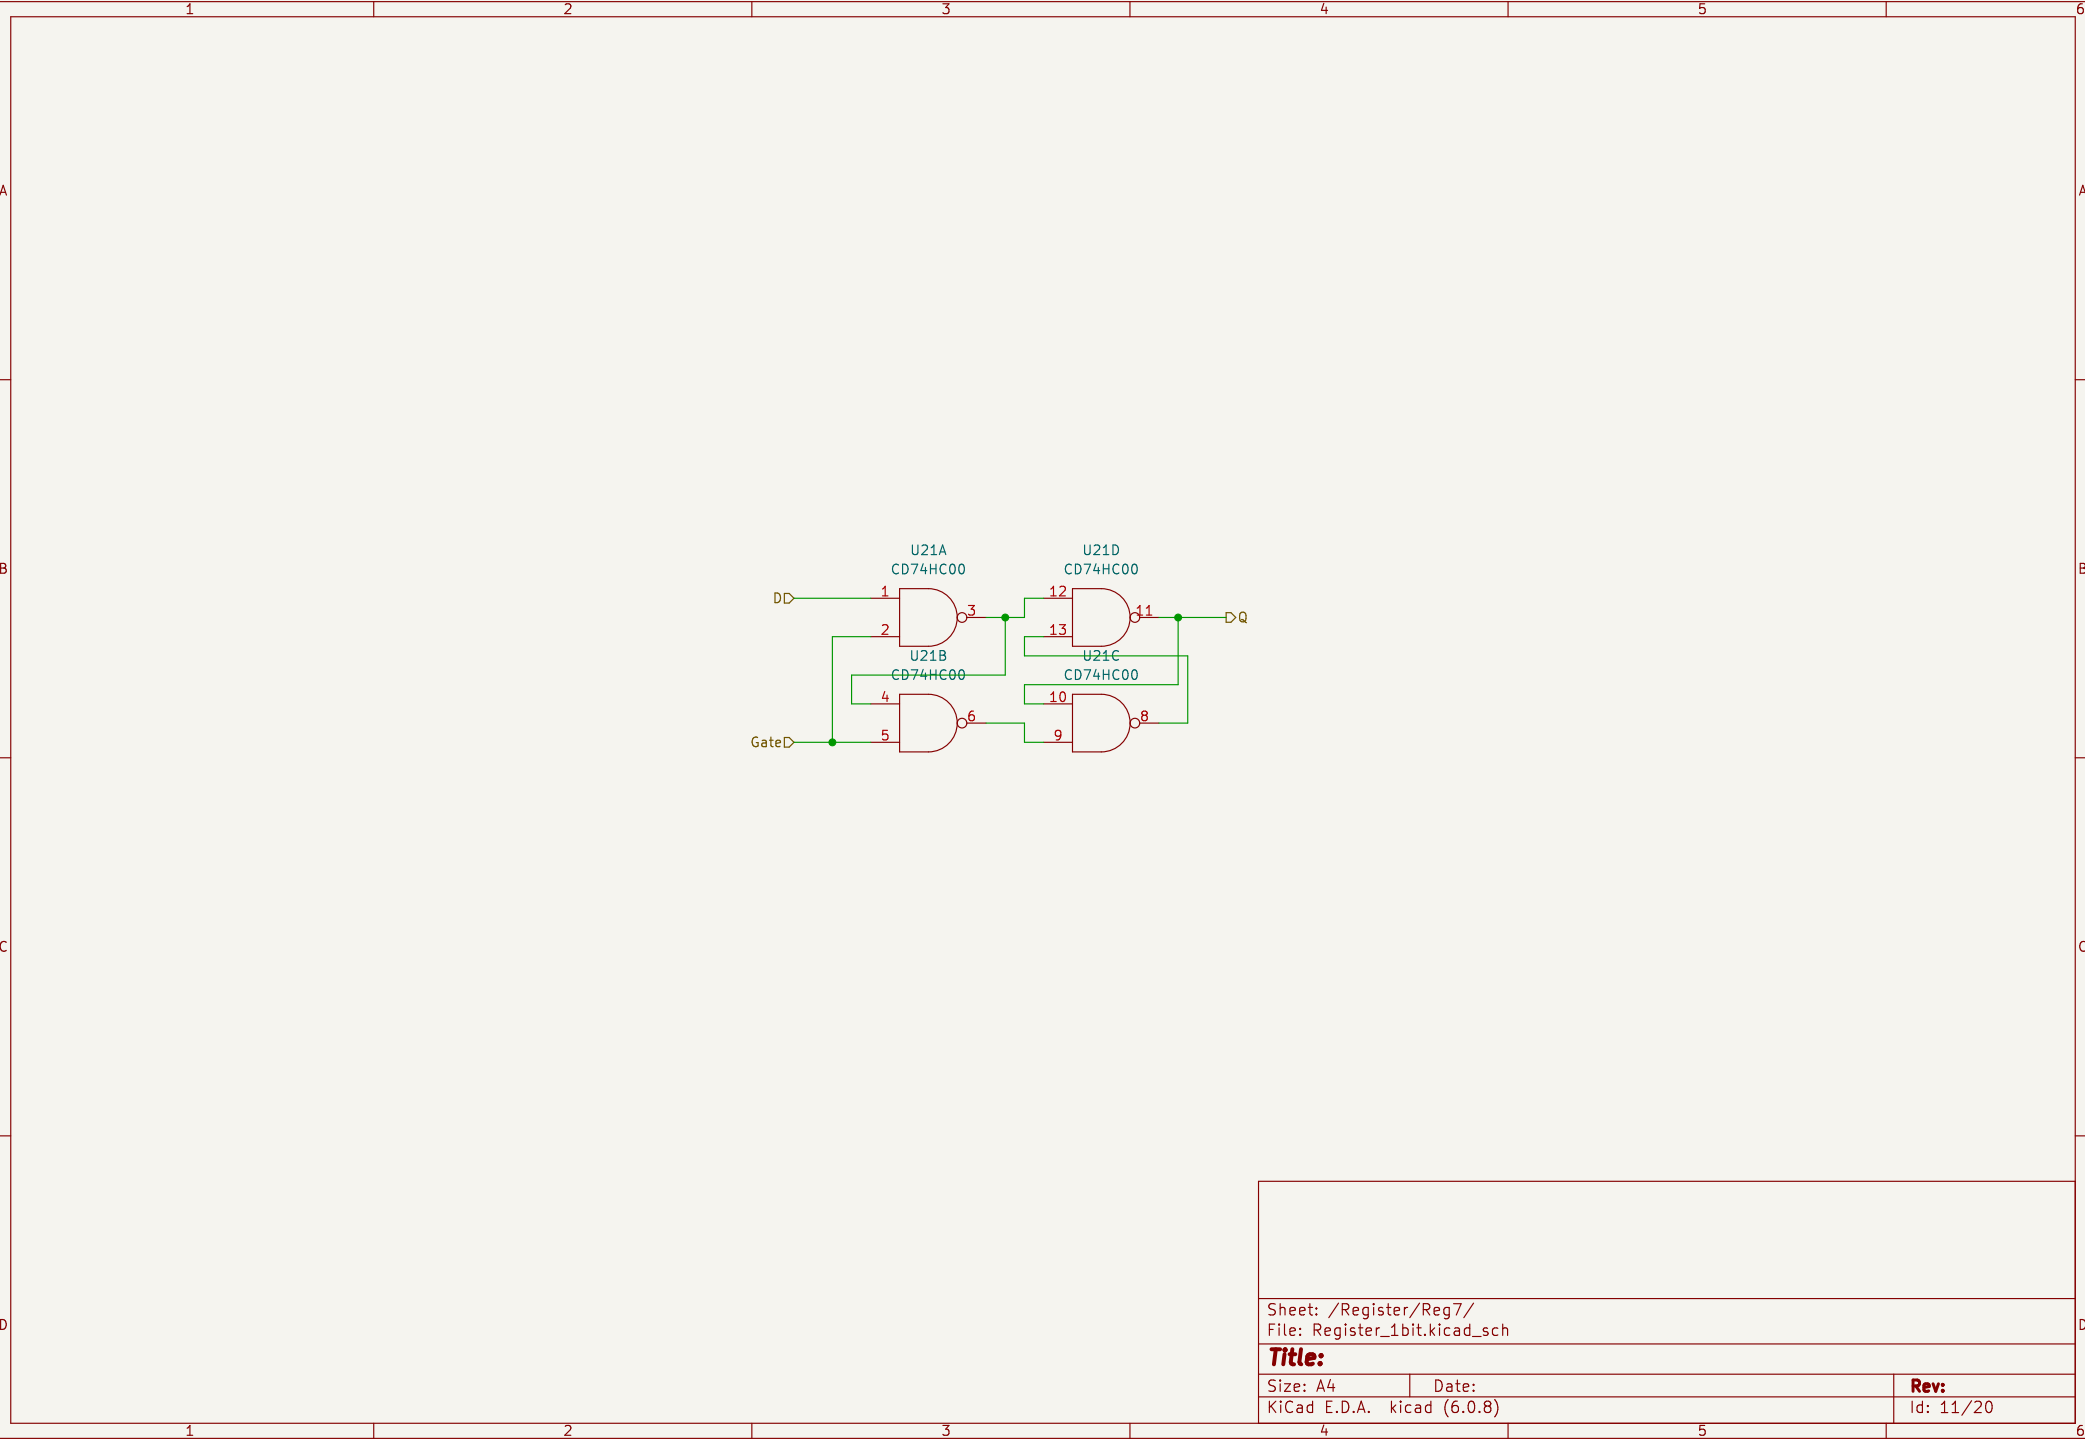 1 2 3 4 5 6
A A
U21A U21D
CD74HC00 CD74HC00
B B
D 1 3 12 11 Q
2 13
U21B U21C
CD74HC00 CD74HC00
4 6 10 8
Gate 5 9
C C
Sheet: /Register/Reg7/
File: Register_1bit.kicad_sch
D D
Title:
Size: A4 Date: Rev:
KiCad E.D.A. kicad (6.0.8) Id: 11/20
1 2 3 4 5 6